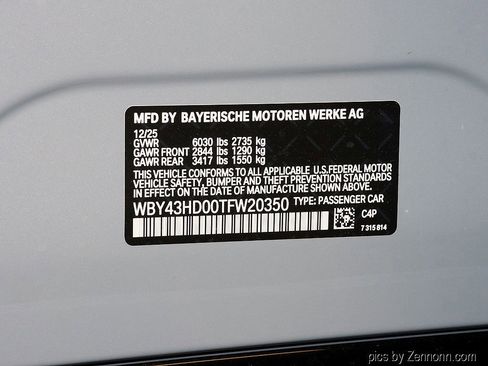 MFD BY BAYERISCHE MOTOREN WERKE AG
12/25
GVWR 6030 lbs 2735 kg
GAWR FRONT 2844 lbs 1290 kg
GAWR REAR 3417 lbs 1550 kg
THIS VEHICLE CONFORMS TO ALL APPLICABLE U.S.FEDERAL MOTOR
VEHICLE SAFETY, BUMPER, AND THEFT PREVENTION STANDARDS
IN EFFECT ON THE DATE OF MANUFACTURE SHOWN ABOVE.
WBY43HD00TFW20350 TYPE: PASSENGER CAR
C4P
7 315 814
pics by Zennonn.com